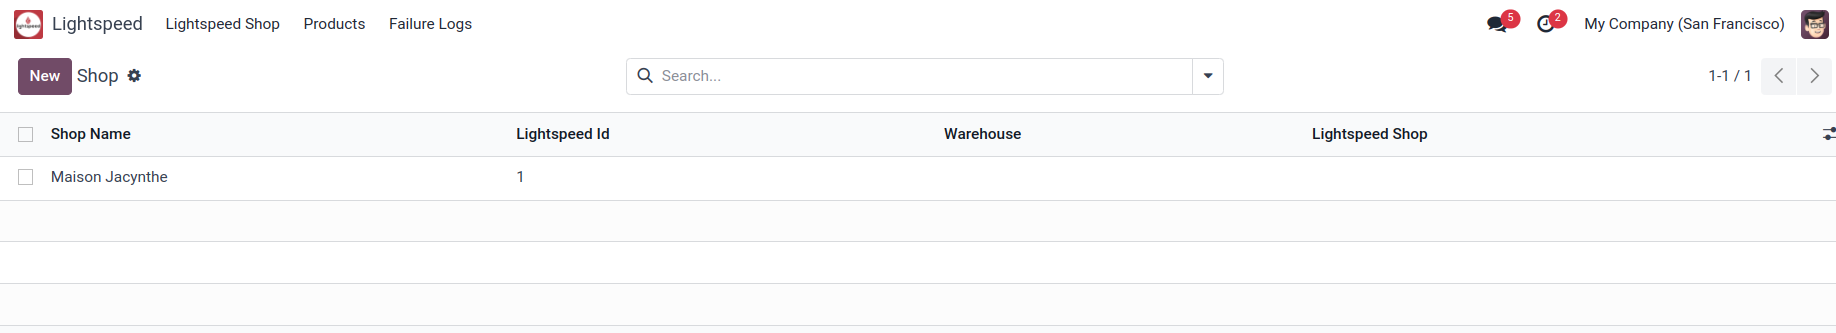 lightspeed Lightspeed Lightspeed Shop Products Failure Logs 5 2 My Company (San Francisco)
New Shop Search... 1-1 / 1
Shop Name Lightspeed Id Warehouse Lightspeed Shop
Maison Jacynthe 1